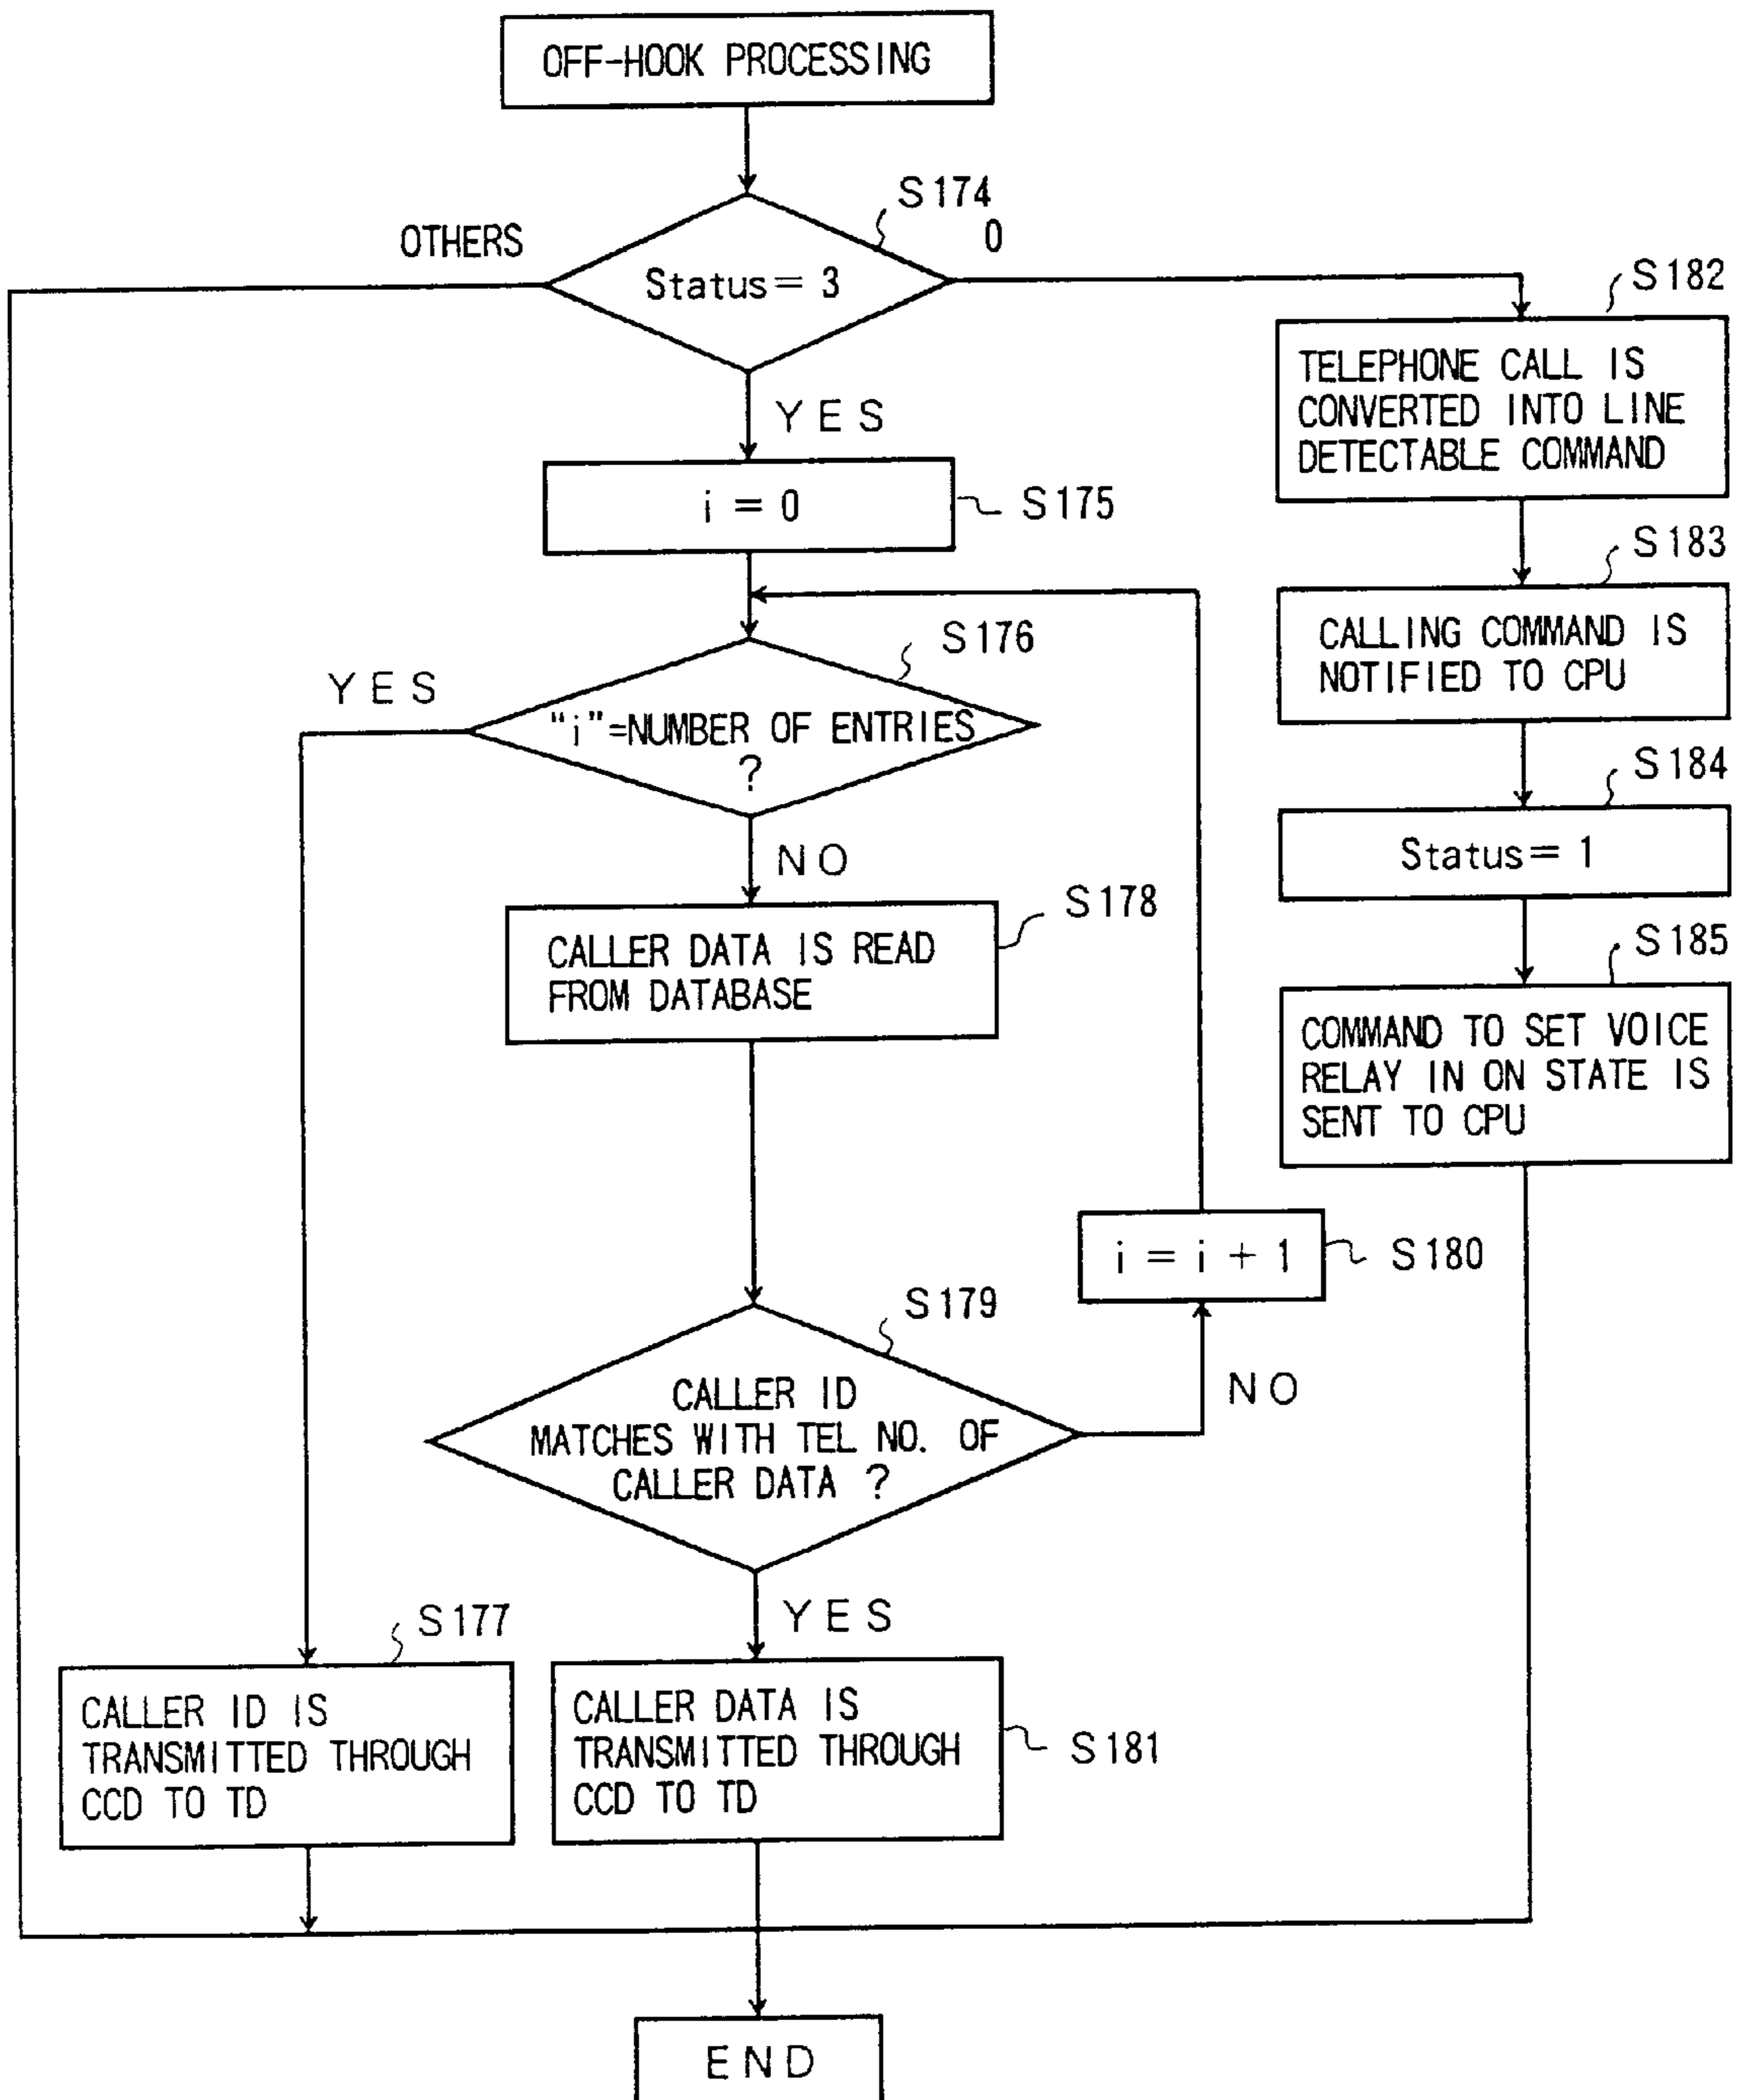 OFF-HOOK PROCESSING
S174
OTHERS
0
Status = 3
S182
TELEPHONE CALL IS
CONVERTED INTO LINE
DETECTABLE COMMAND
YES
i = 0
S175
S183
CALLING COMMAND IS
NOTIFIED TO CPU
S176
YES
"i"=NUMBER OF ENTRIES
?
S184
Status = 1
NO
S178
CALLER DATA IS READ
FROM DATABASE
S185
COMMAND TO SET VOICE
RELAY IN ON STATE IS
SENT TO CPU
i = i + 1
S180
S179
CALLER ID
MATCHES WITH TEL NO. OF
CALLER DATA ?
NO
YES
S177
CALLER ID IS
TRANSMITTED THROUGH
CCD TO TD
CALLER DATA IS
TRANSMITTED THROUGH
CCD TO TD
S181
END